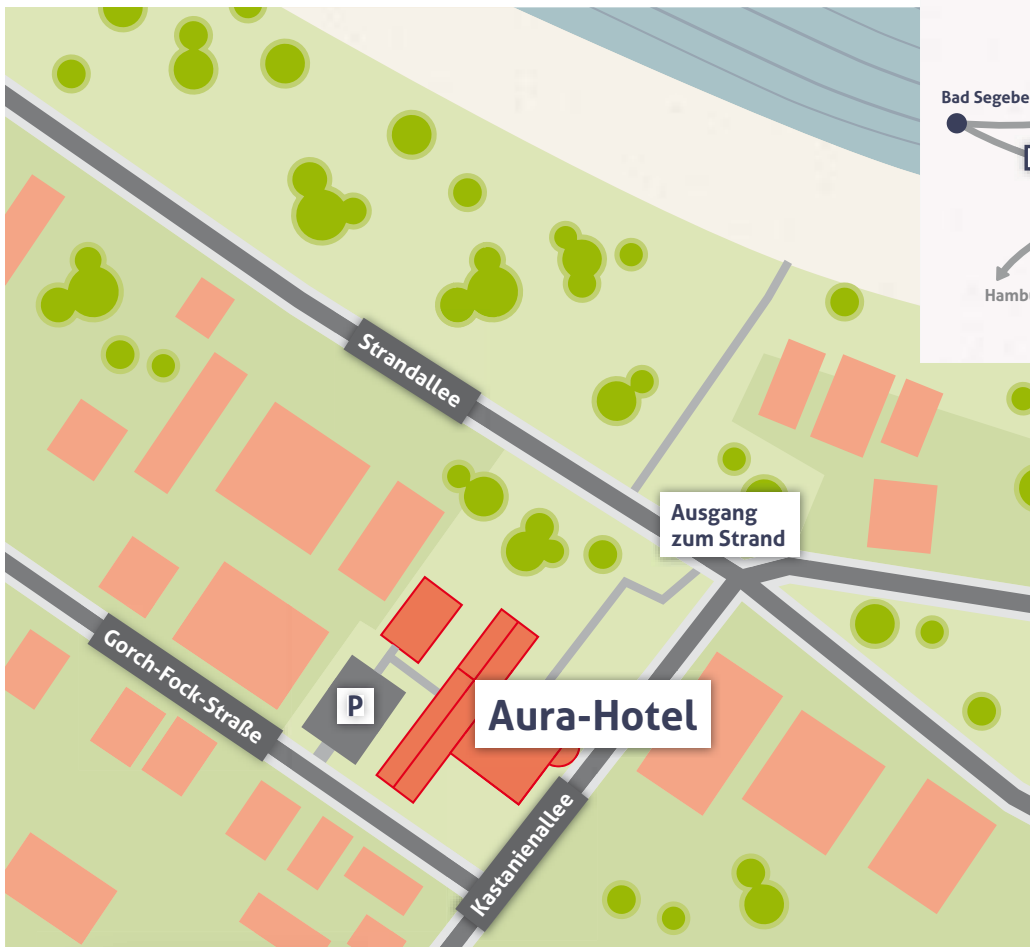 Bad Segebe
Hambu
Strandallee
Ausgang
zum Strand
Gorch-Fock-Straße
P
Aura-Hotel
Kastanienallee